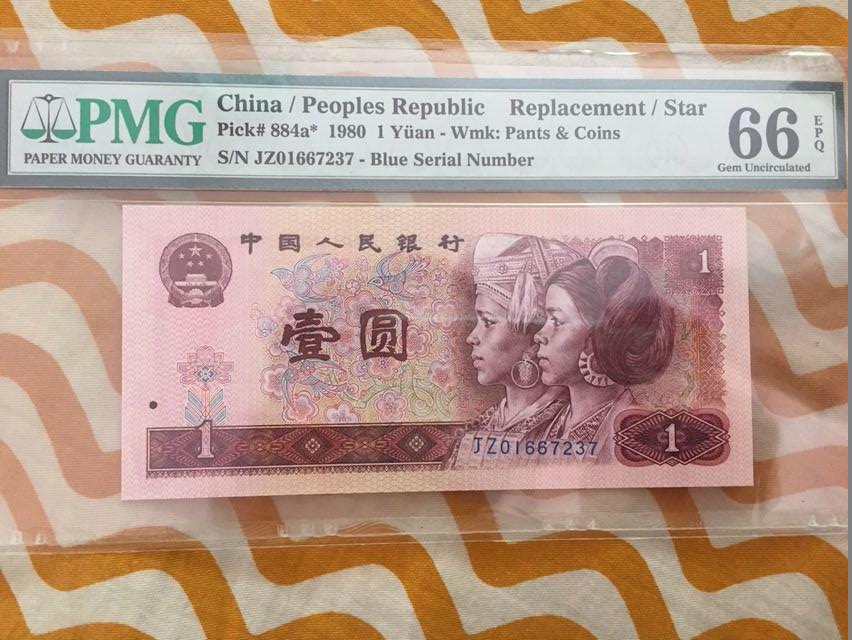 PMG
PAPER MONEY GUARANTY
China / Peoples Republic Replacement / Star
Pick# 884a* 1980 1 Yüan - Wmk: Pants & Coins
S/N JZ01667237 - Blue Serial Number
66 EPQ
Gem Uncirculated
中国人民银行
1
壹圆
1
JZ01667237
1